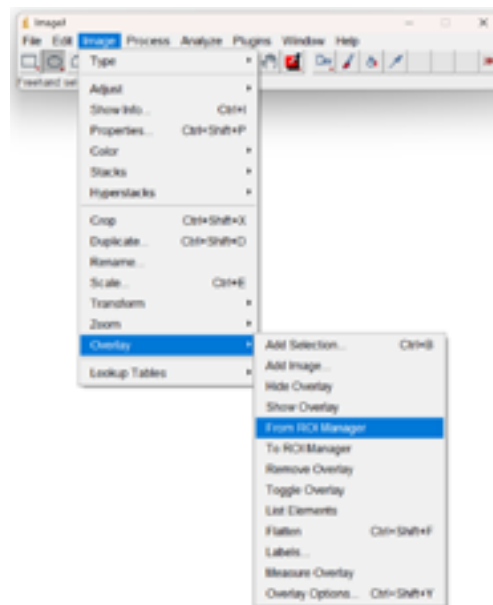 ImageJ
File Edit Image Process Analyze Plugins Window Help
Freehand sel
Type
Adjust
Show Info... Ctrl+I
Properties... Ctrl+Shift+P
Color
Stacks
Hyperstacks
Crop Ctrl+Shift+X
Duplicate... Ctrl+Shift+D
Rename...
Scale... Ctrl+E
Transform
Zoom
Overlay
Lookup Tables
Add Selection... Ctrl+B
Add Image...
Hide Overlay
Show Overlay
From ROI Manager
To ROI Manager
Remove Overlay
Toggle Overlay
List Elements
Flatten Ctrl+Shift+F
Labels...
Measure Overlay
Overlay Options... Ctrl+Shift+Y